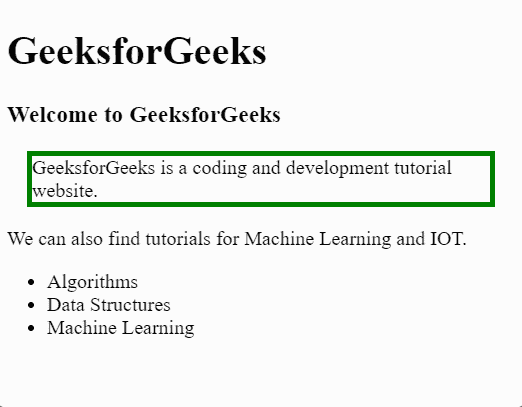 GeeksforGeeks
Welcome to GeeksforGeeks
GeeksforGeeks is a coding and development tutorial
website.
We can also find tutorials for Machine Learning and IOT.
Algorithms
Data Structures
Machine Learning